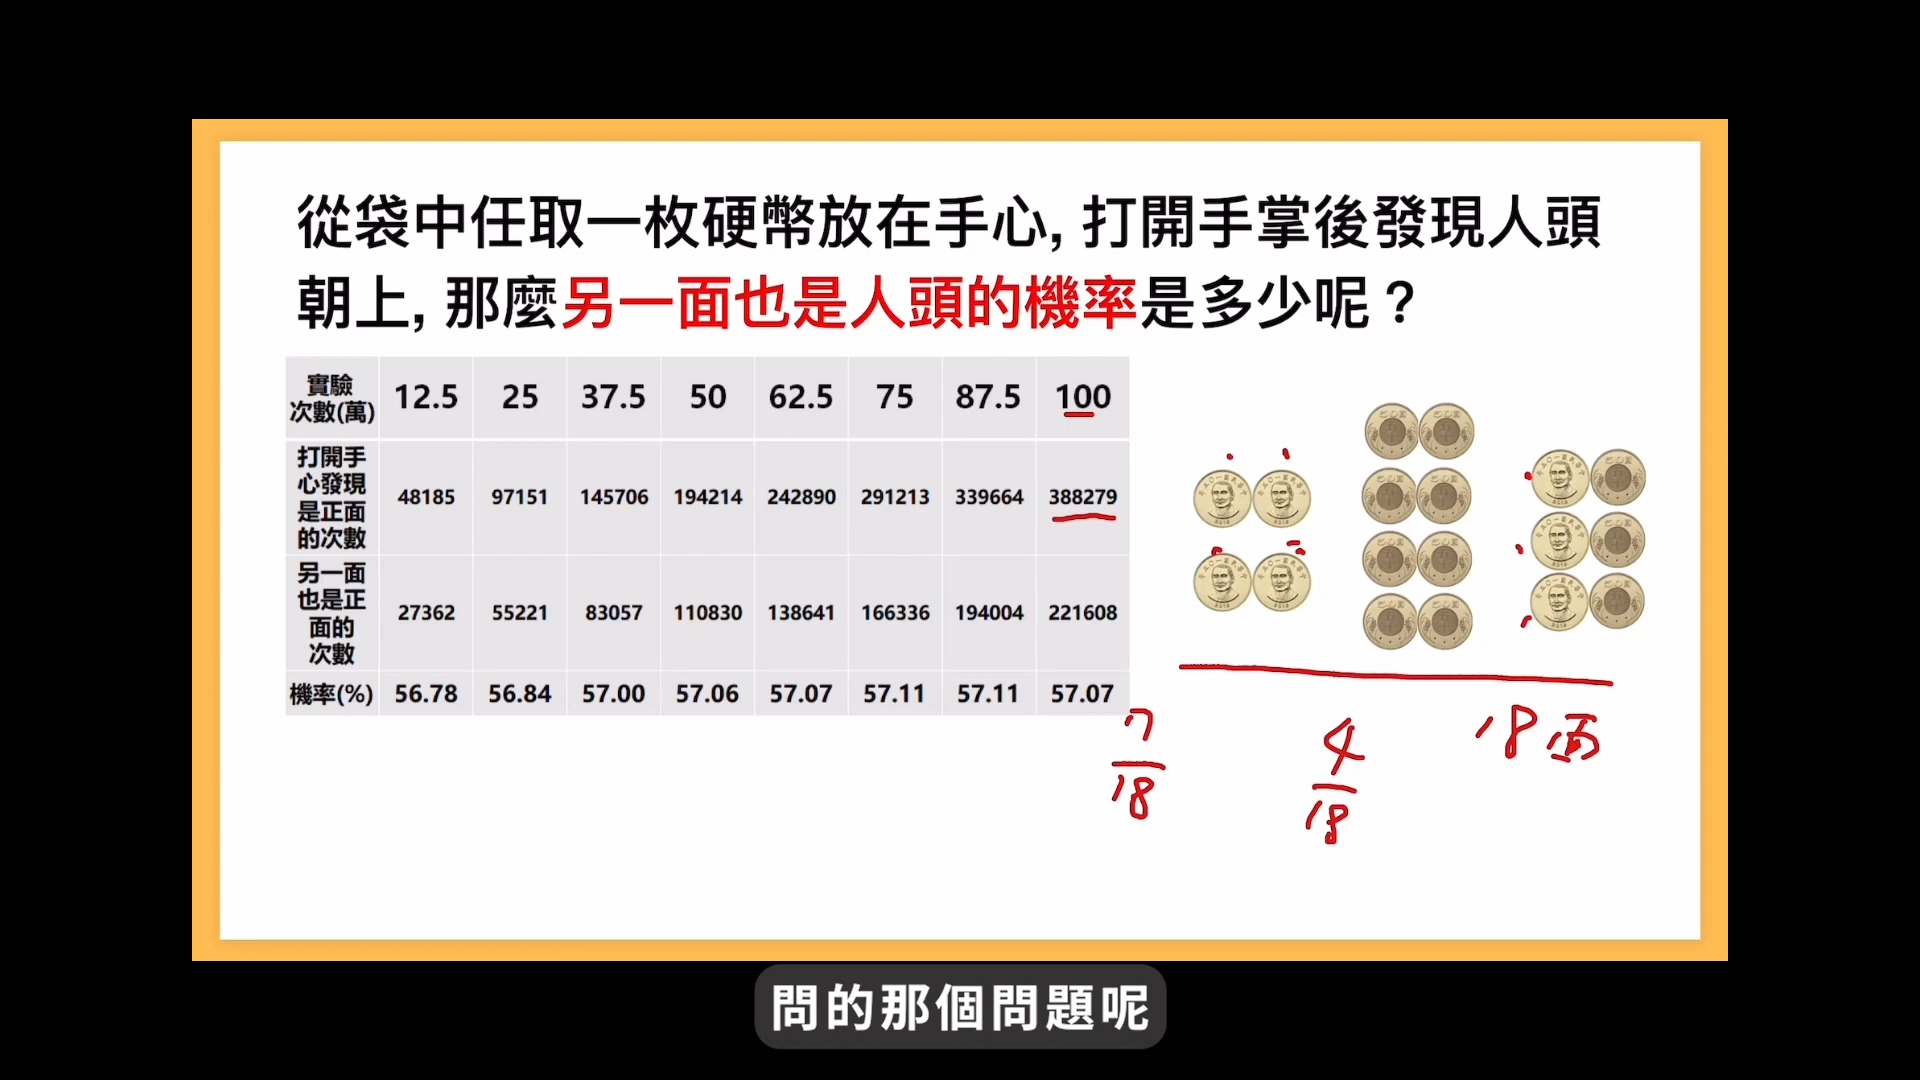 從袋中任取一枚硬幣放在手心, 打開手掌後發現人頭
朝上, 那麼另一面也是人頭的機率是多少呢？
實驗
次數(萬) 12.5 25 37.5 50 62.5 75 87.5 100
打開手
心發現
是正面
的次數 48185 97151 145706 194214 242890 291213 339664 388279
另一面
也是正
面的
次數 27362 55221 83057 110830 138641 166336 194004 221608
機率(%) 56.78 56.84 57.00 57.06 57.07 57.11 57.11 57.07
7
18
4
18
18面
問的那個問題呢